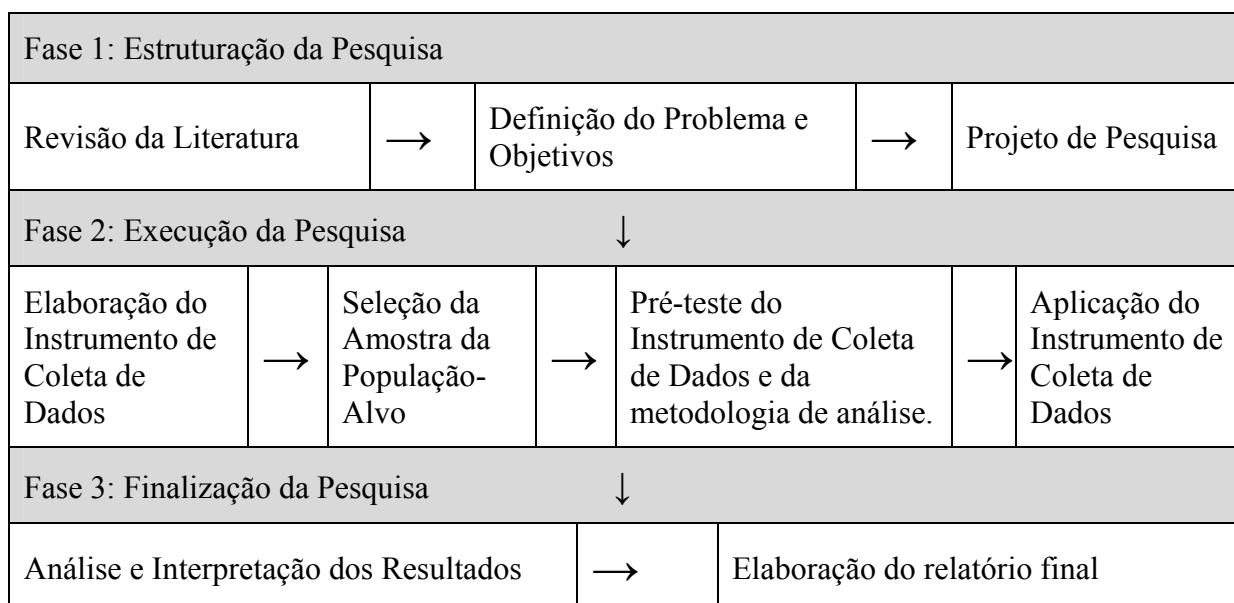 Fase 1: Estruturação da Pesquisa
Revisão da Literatura
→
Definição do Problema e
Objetivos
→
Projeto de Pesquisa
Fase 2: Execução da Pesquisa ↓
Elaboração do
Instrumento de
Coleta de
Dados
→
Seleção da
Amostra da
População-
Alvo
→
Pré-teste do
Instrumento de Coleta
de Dados e da
metodologia de análise.
→
Aplicação do
Instrumento de
Coleta de
Dados
Fase 3: Finalização da Pesquisa ↓
Análise e Interpretação dos Resultados
→
Elaboração do relatório final